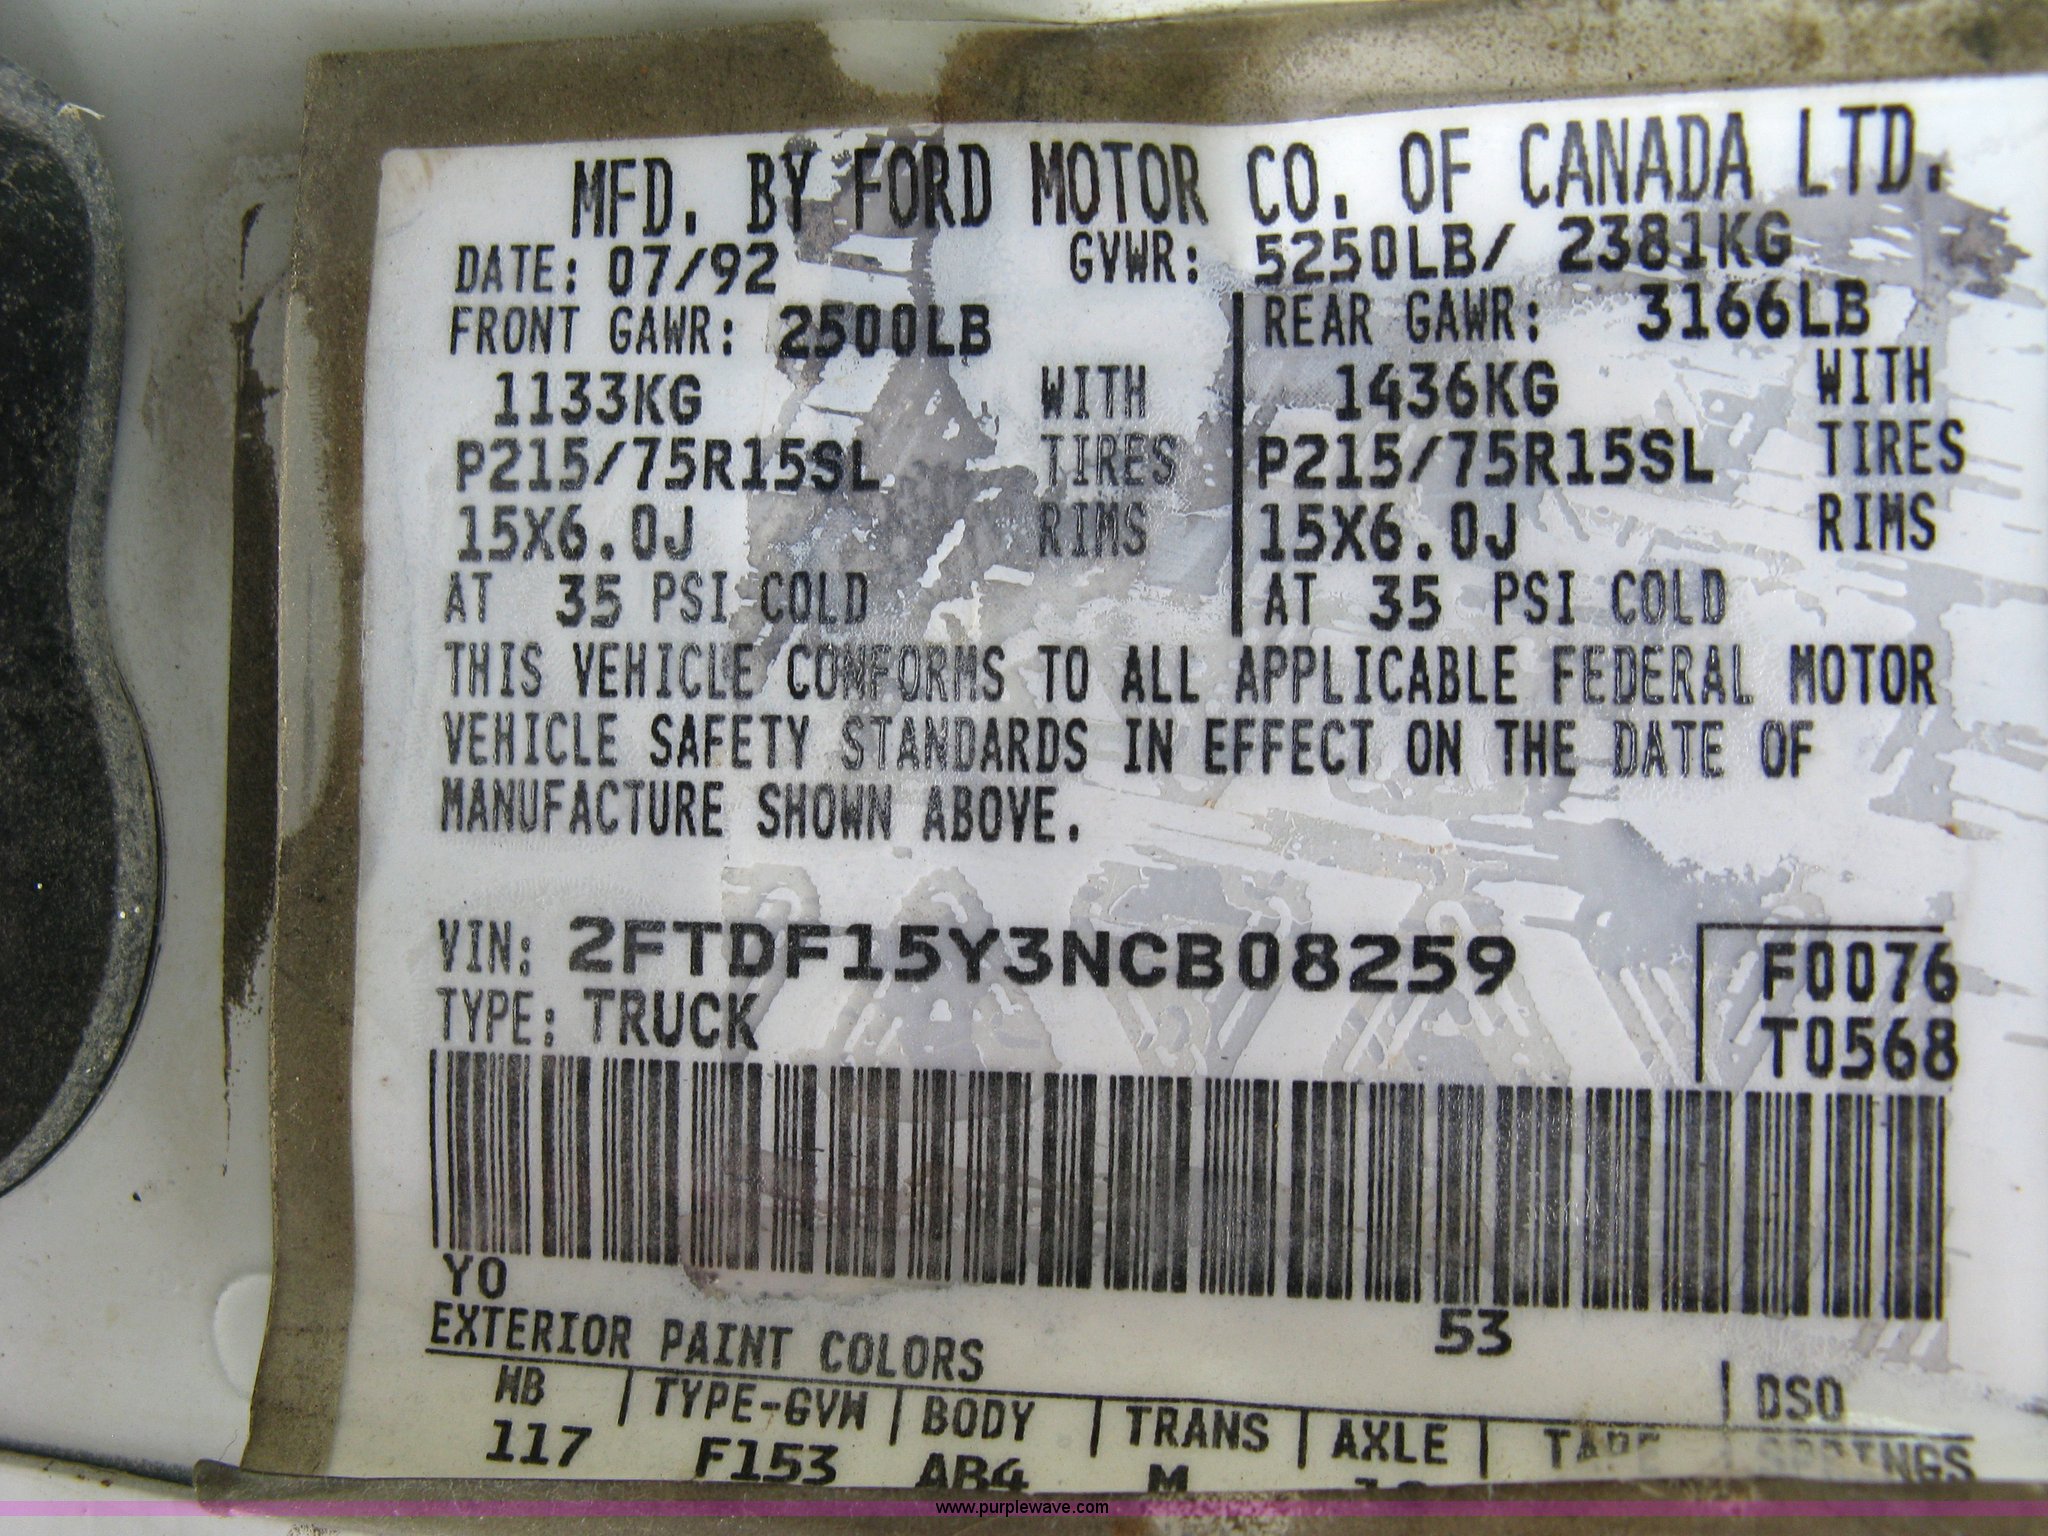 MFD. BY FORD MOTOR CO. OF CANADA LTD.
DATE: 07/92 GVWR: 5250LB/ 2381KG
FRONT GAWR: 2500LB REAR GAWR: 3166LB
1133KG WITH 1436KG WITH
P215/75R15SL TIRES P215/75R15SL TIRES
15X6.0J RIMS 15X6.0J RIMS
AT 35 PSI COLD AT 35 PSI COLD
THIS VEHICLE CONFORMS TO ALL APPLICABLE FEDERAL MOTOR
VEHICLE SAFETY STANDARDS IN EFFECT ON THE DATE OF
MANUFACTURE SHOWN ABOVE.
VIN: 2FTDF15Y3NCB08259 F0076
TYPE: TRUCK T0568
YO
EXTERIOR PAINT COLORS 53 DSO
WB TYPE-GVW BODY TRANS AXLE TAPE SPRINGS
117 F153 AB4 M
www.purplewave.com